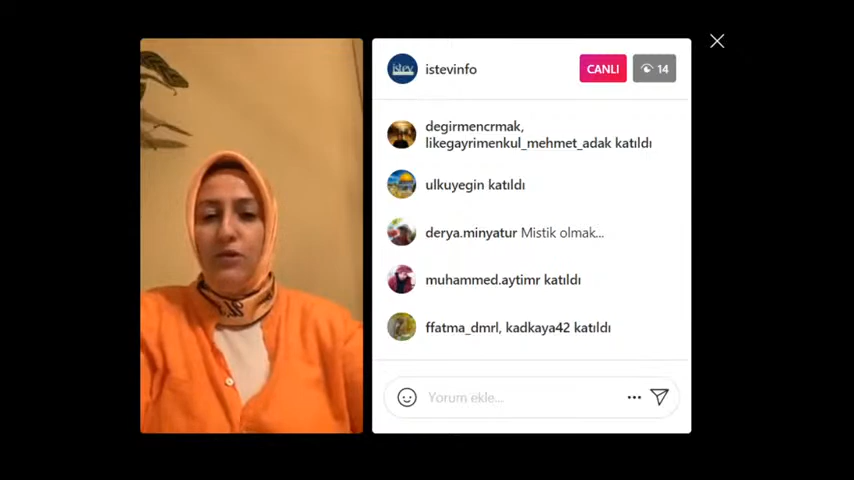 istev
istevinfo
CANLI
14
degirmencrmak,
likegayrimenkul_mehmet_adak katıldı
ulkuyegin katıldı
derya.minyatur Mistik olmak...
muhammed.aytimr katıldı
ffatma_dmrl, kadkaya42 katıldı
Yorum ekle...